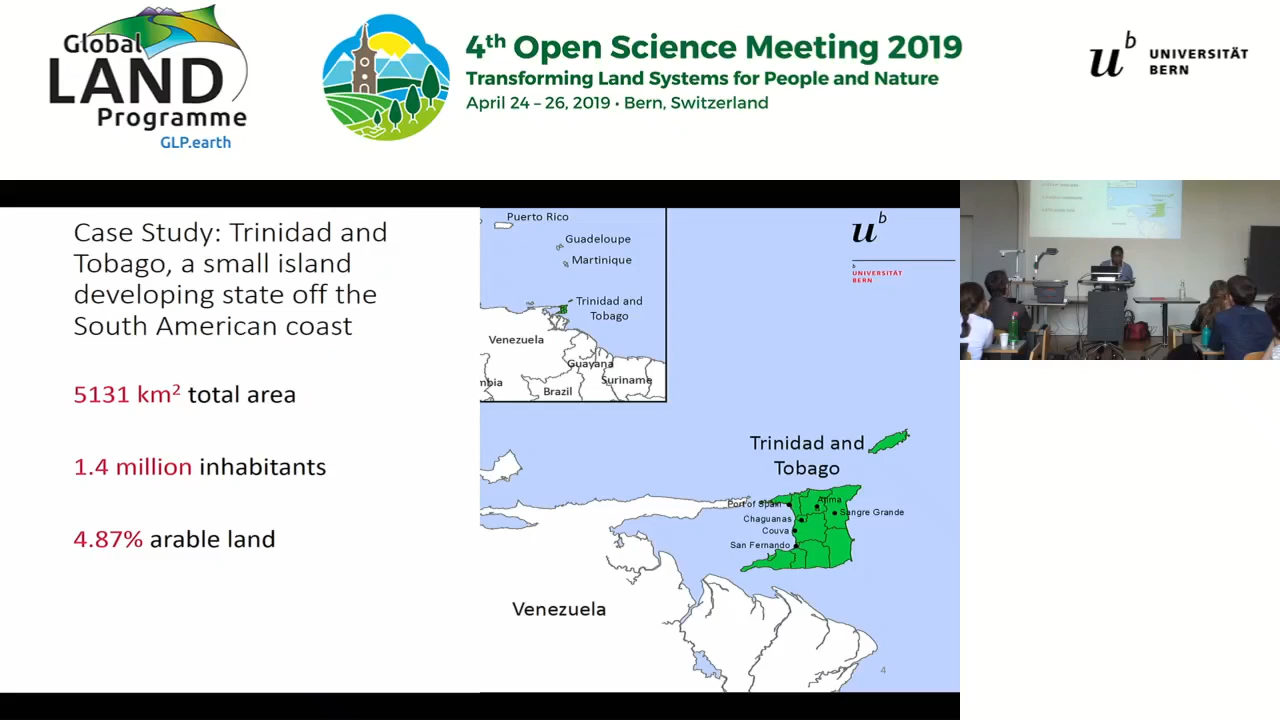 Global
LAND
Programme
GLP.earth
4th Open Science Meeting 2019
Transforming Land Systems for People and Nature
April 24 – 26, 2019 • Bern, Switzerland
u b
UNIVERSITÄT
BERN
Case Study: Trinidad and
Tobago, a small island
developing state off the
South American coast
5131 km² total area
1.4 million inhabitants
4.87% arable land
Puerto Rico
Guadeloupe
Martinique
Trinidad and
Tobago
Venezuela
Guayana
Suriname
mbia
Brazil
u b
b
UNIVERSITÄT
BERN
Trinidad and
Tobago
Port of Spain
Arima
Sangre Grande
Chaguanas
Couva
San Fernando
Venezuela
4